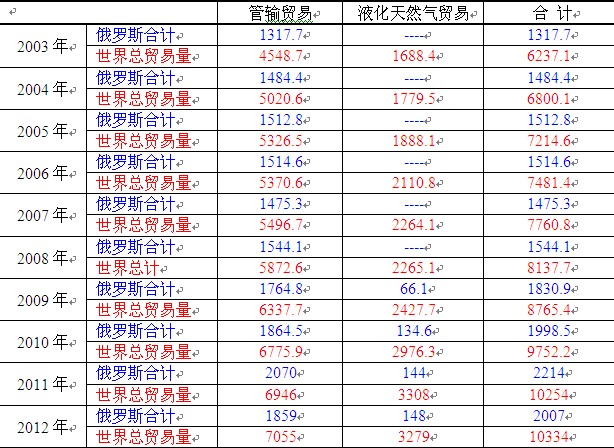 管输贸易 液化天然气贸易 合 计
2003 年 俄罗斯合计 1317.7 ---- 1317.7
世界总贸易量 4548.7 1688.4 6237.1
2004 年 俄罗斯合计 1484.4 ---- 1484.4
世界总贸易量 5020.6 1779.5 6800.1
2005 年 俄罗斯合计 1512.8 ---- 1512.8
世界总贸易量 5326.5 1888.1 7214.6
2006 年 俄罗斯合计 1514.6 ---- 1514.6
世界总贸易量 5370.6 2110.8 7481.4
2007 年 俄罗斯合计 1475.3 ---- 1475.3
世界总贸易量 5496.7 2264.1 7760.8
2008 年 俄罗斯合计 1544.1 ---- 1544.1
世界总计 5872.6 2265.1 8137.7
2009 年 俄罗斯合计 1764.8 66.1 1830.9
世界总贸易量 6337.7 2427.7 8765.4
2010 年 俄罗斯合计 1864.5 134.6 1998.5
世界总贸易量 6775.9 2976.3 9752.2
2011 年 俄罗斯合计 2070 144 2214
世界总贸易量 6946 3308 10254
2012 年 俄罗斯合计 1859 148 2007
世界总贸易量 7055 3279 10334